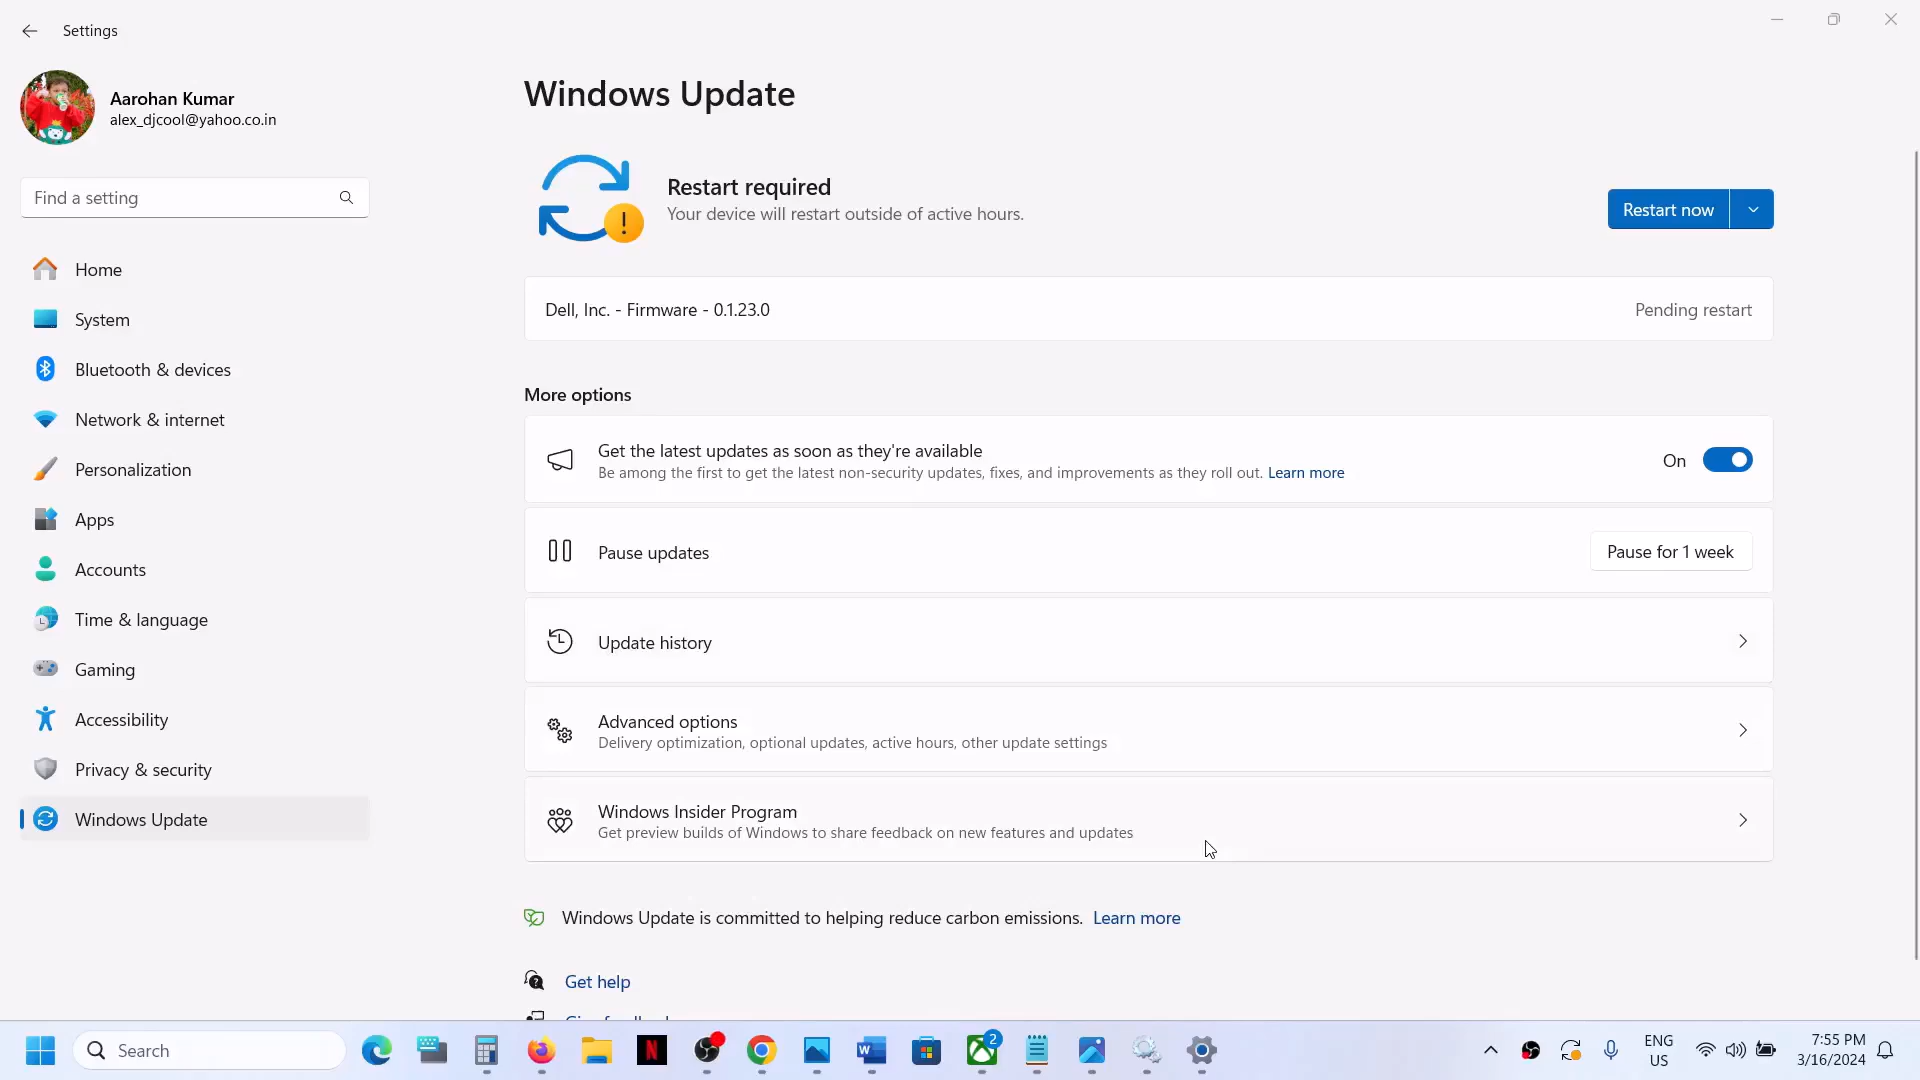 Settings
Aarohan Kumar
alex_djcool@yahoo.co.in
Find a setting
Home
System
Bluetooth & devices
Network & internet
Personalization
Apps
Accounts
Time & language
Gaming
Accessibility
Privacy & security
Windows Update
Windows Update
Restart required
Your device will restart outside of active hours.
Restart now
Dell, Inc. - Firmware - 0.1.23.0
Pending restart
More options
Get the latest updates as soon as they're available
Be among the first to get the latest non-security updates, fixes, and improvements as they roll out. Learn more
On
Pause updates
Pause for 1 week
Update history
Advanced options
Delivery optimization, optional updates, active hours, other update settings
Windows Insider Program
Get preview builds of Windows to share feedback on new features and updates
Windows Update is committed to helping reduce carbon emissions. Learn more
Get help
Search
N
W
2
ENG
US
7:55 PM
3/16/2024